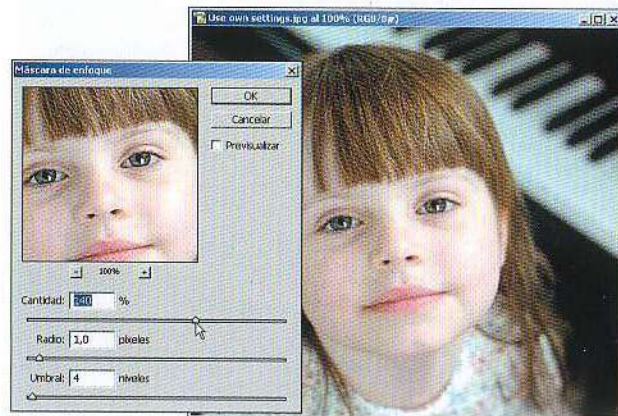 Use own settings.jpg al 100% (RGB/8#)
Máscara de enfoque
OK
Cancelar
Previsualizar
100%
Cantidad: 140 %
Radio: 1,0 píxeles
Umbral: 4 niveles